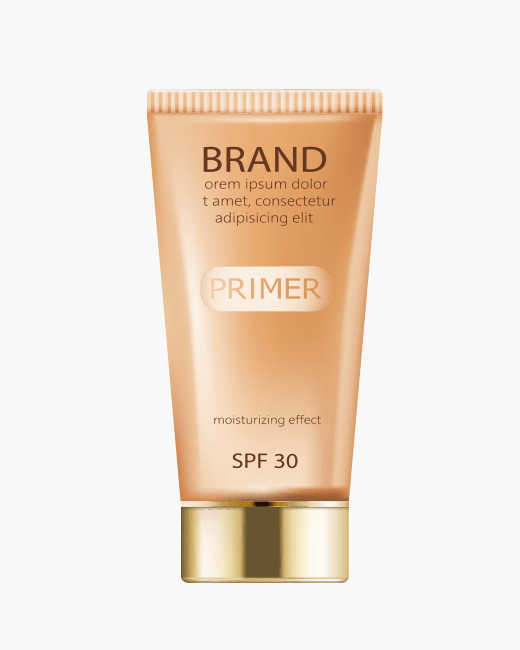 BRAND
orem ipsum dolor
t amet, consectetur
adipisicing elit
PRIMER
moisturizing effect
SPF 30